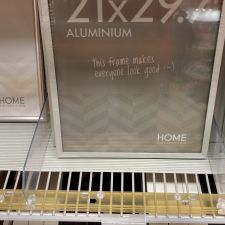 21x29.
ALUMINIUM
this frame makes
everyone look good :-)
HOME
HOME